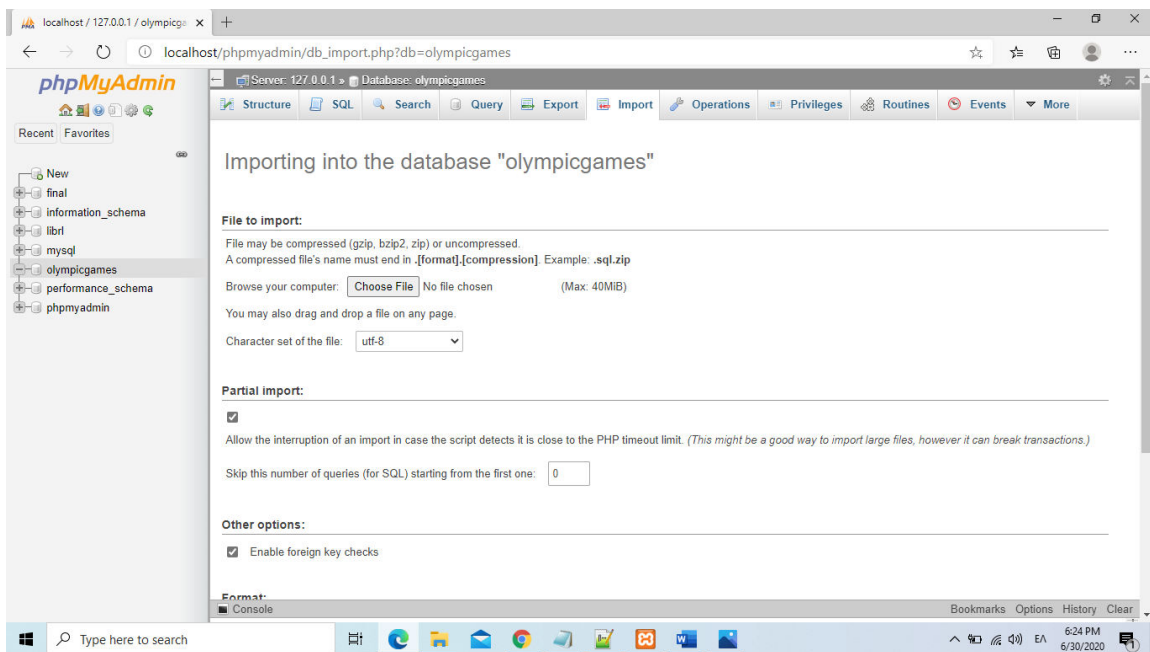 localhost / 127.0.0.1 / olympicga
localhost/phpmyadmin/db_import.php?db=olympicgames
phpMyAdmin
Recent Favorites
New
final
information_schema
librl
mysql
olympicgames
performance_schema
phpmyadmin
Server: 127.0.0.1 » Database: olympicgames
Structure SQL Search Query Export Import Operations Privileges Routines Events More
Importing into the database "olympicgames"
File to import:
File may be compressed (gzip, bzip2, zip) or uncompressed.
A compressed file's name must end in .[format].[compression]. Example: .sql.zip
Browse your computer: Choose File No file chosen (Max: 40MiB)
You may also drag and drop a file on any page.
Character set of the file: utf-8
Partial import:
Allow the interruption of an import in case the script detects it is close to the PHP timeout limit. (This might be a good way to import large files, however it can break transactions.)
Skip this number of queries (for SQL) starting from the first one: 0
Other options:
Enable foreign key checks
Format:
Console Bookmarks Options History Clear
Type here to search
ΕΛ
6:24 PM
6/30/2020